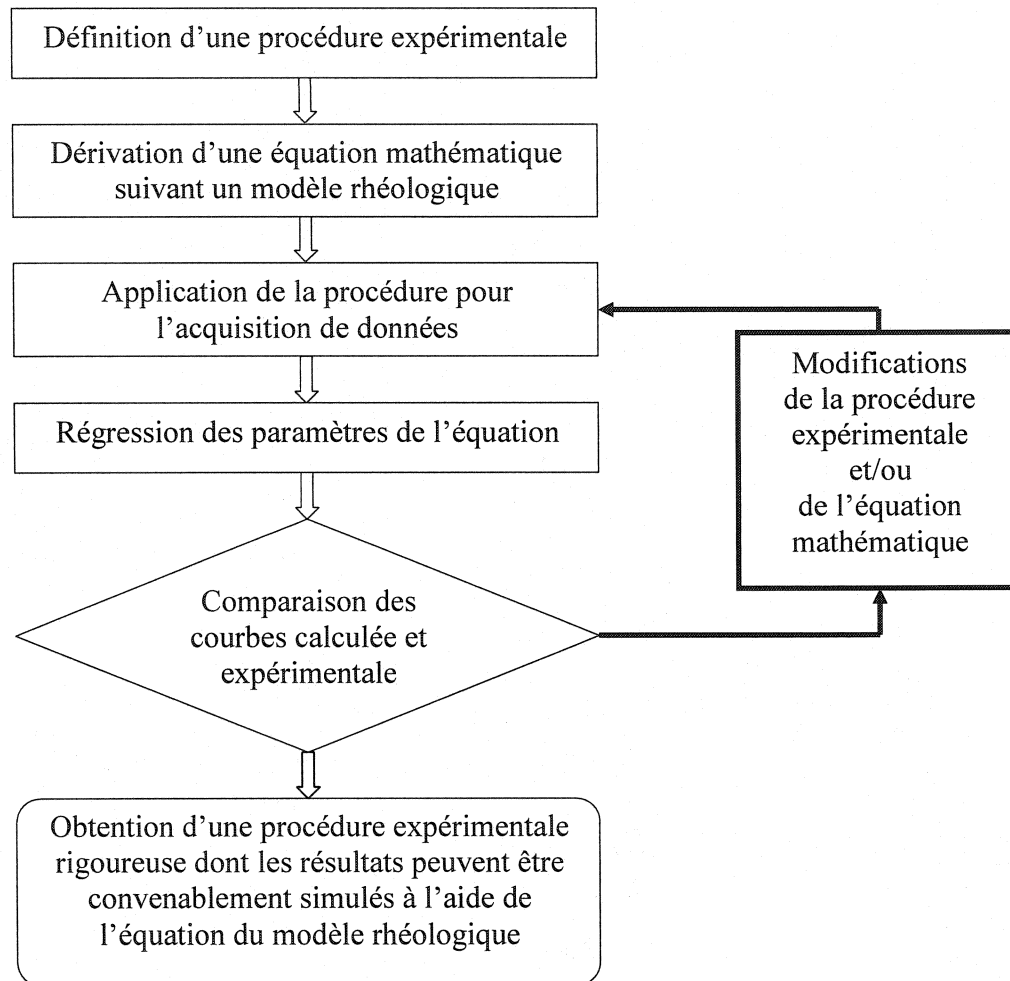 Définition d'une procédure expérimentale
Dérivation d'une équation mathématique
suivant un modèle rhéologique
Application de la procédure pour
l'acquisition de données
Régression des paramètres de l'équation
Comparaison des
courbes calculée et
expérimentale
Modifications
de la procédure
expérimentale
et/ou
de l'équation
mathématique
Obtention d'une procédure expérimentale
rigoureuse dont les résultats peuvent être
convenablement simulés à l'aide de
l'équation du modèle rhéologique